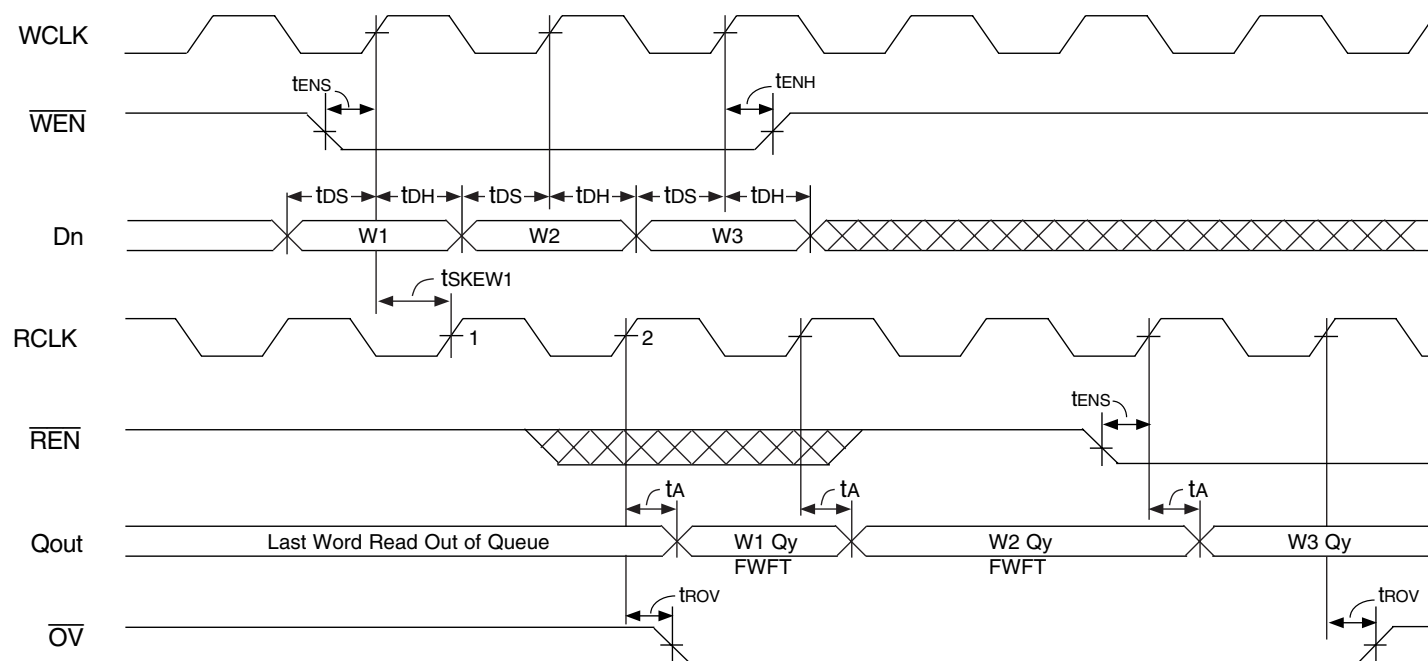 WCLK
tENS
tENH
WEN
tDS tDH tDS tDH tDS tDH
Dn
W1 W2 W3
tSKEW1
RCLK
1 2
tENS
REN
tA tA tA
Qout
Last Word Read Out of Queue W1 Qy W2 Qy W3 Qy
FWFT FWFT
tROV tROV
OV